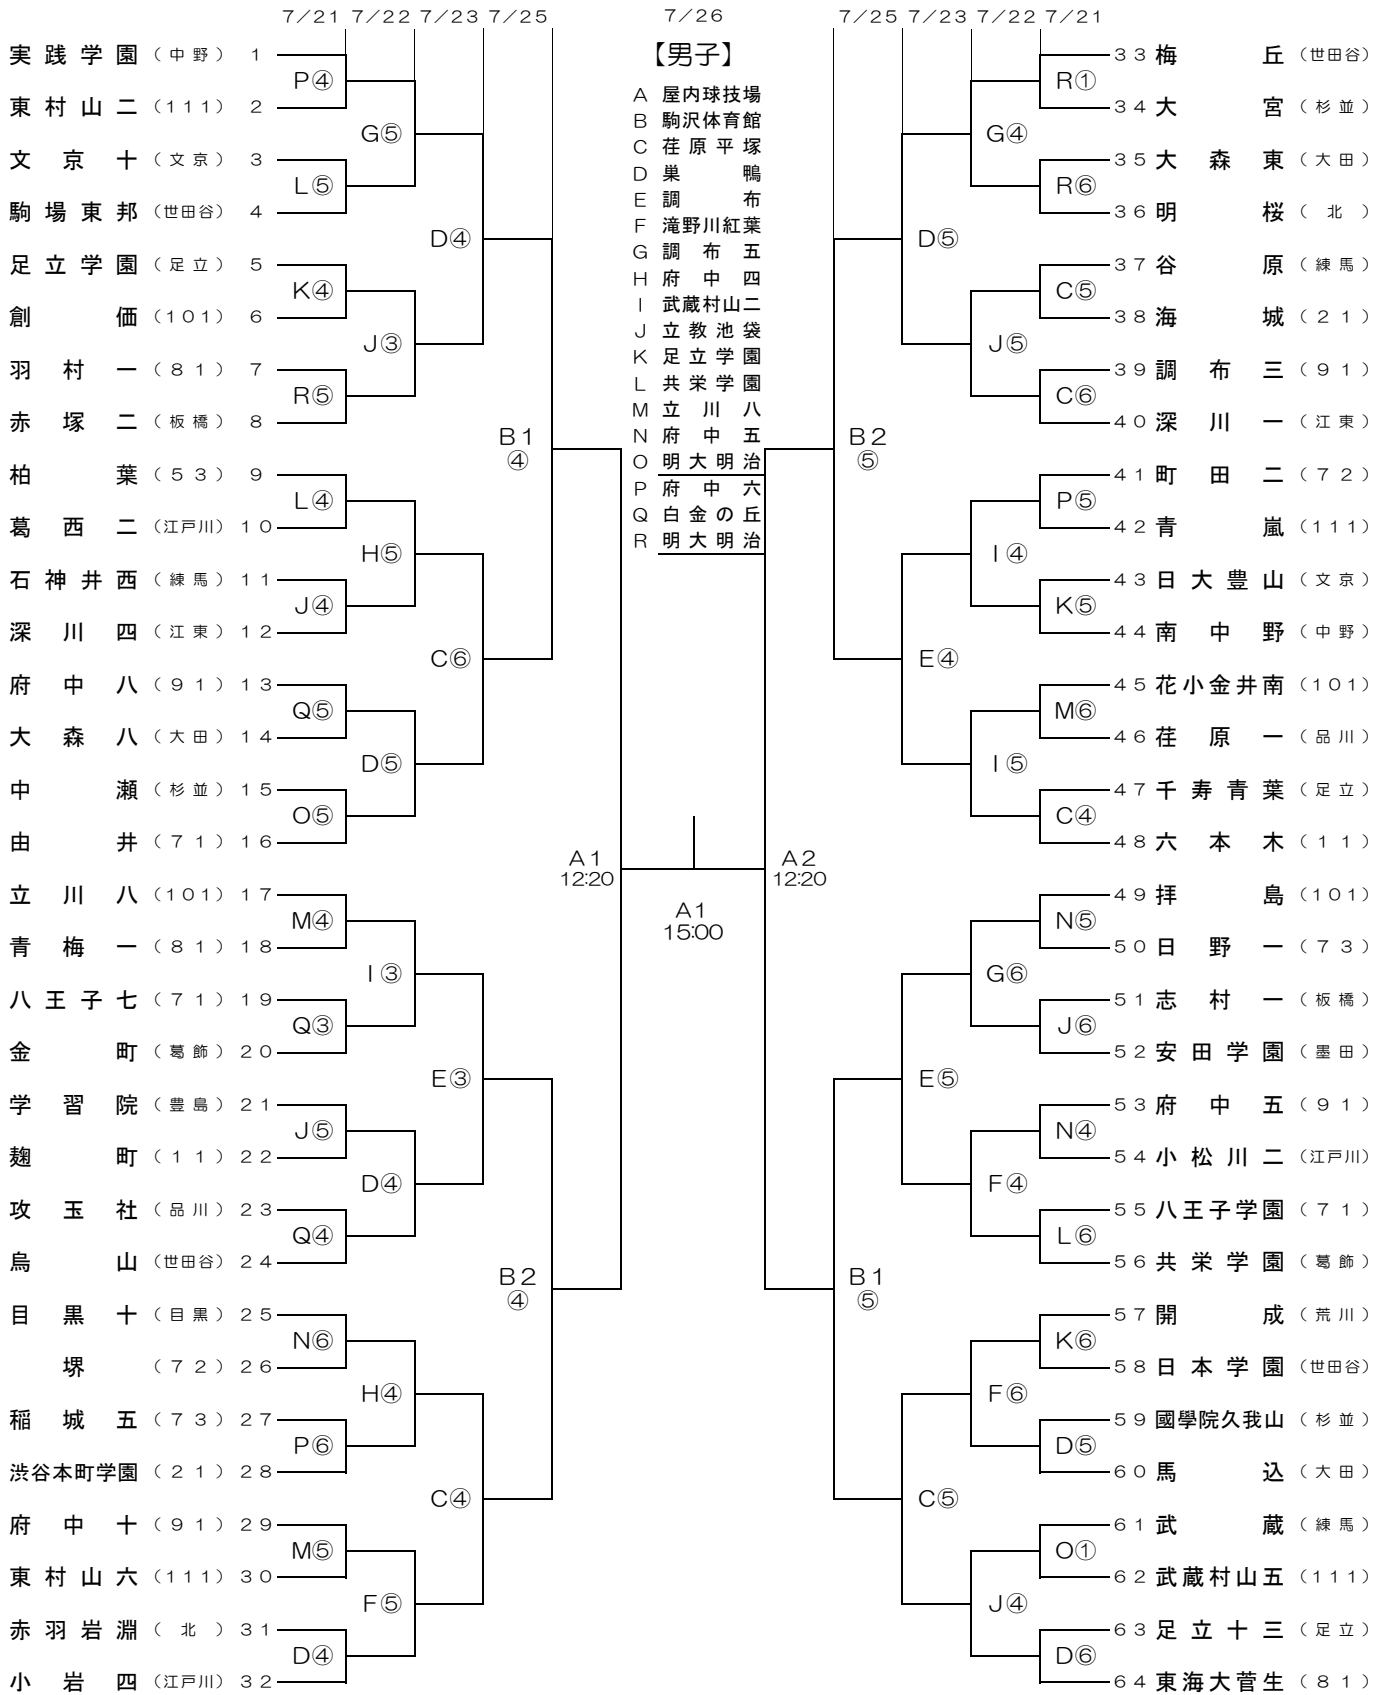 7/21 7/22 7/23 7/25 7/26 7/25 7/23 7/22 7/21
【男子】
A 屋内球技場
B 駒沢体育館
C 荏原平塚
D 巣鴨
E 調布
F 滝野川紅葉
G 調布五
H 府中四
I 武蔵村山二
J 立教池袋
K 足立学園
L 共栄学園
M 立川八
N 府中五
O 明大明治
P 府中六
Q 白金の丘
R 明大明治
実践学園 (中野) 1
P④
東村山二 (111) 2
G⑤
文京十 (文京) 3
L⑤
駒場東邦 (世田谷) 4
D④
足立学園 (足立) 5
K④
創価 (101) 6
J③
羽村一 (81) 7
R⑤
赤塚二 (板橋) 8
B1
④
柏葉 (53) 9
L④
葛西二 (江戸川) 10
H⑤
石神井西 (練馬) 11
J④
深川四 (江東) 12
C⑥
府中八 (91) 13
Q⑤
大森八 (大田) 14
D⑤
中瀬 (杉並) 15
O⑤
由井 (71) 16
A1
12:20
立川八 (101) 17
M④
青梅一 (81) 18
I③
八王子七 (71) 19
Q③
金町 (葛飾) 20
E③
学習院 (豊島) 21
J⑤
麹町 (11) 22
D④
攻玉社 (品川) 23
Q④
烏山 (世田谷) 24
B2
④
目黒十 (目黒) 25
N⑥
堺 (72) 26
H④
稲城五 (73) 27
P⑥
渋谷本町学園 (21) 28
C④
府中十 (91) 29
M⑤
東村山六 (111) 30
F⑤
赤羽岩淵 (北) 31
D④
小岩四 (江戸川) 32
A1
15:00
33 梅丘 (世田谷)
R①
34 大宮 (杉並)
G④
35 大森東 (大田)
R⑥
36 明桜 (北)
D⑤
37 谷原 (練馬)
C⑤
38 海城 (21)
J⑤
39 調布三 (91)
C⑥
40 深川一 (江東)
B2
⑤
41 町田二 (72)
P⑤
42 青嵐 (111)
I④
43 日大豊山 (文京)
K⑤
44 南中野 (中野)
E④
45 花小金井南 (101)
M⑥
46 荏原一 (品川)
I⑤
47 千寿青葉 (足立)
C④
48 六本木 (11)
A2
12:20
49 拝島 (101)
N⑤
50 日野一 (73)
G⑥
51 志村一 (板橋)
J⑥
52 安田学園 (墨田)
E⑤
53 府中五 (91)
N④
54 小松川二 (江戸川)
F④
55 八王子学園 (71)
L⑥
56 共栄学園 (葛飾)
B1
⑤
57 開成 (荒川)
K⑥
58 日本学園 (世田谷)
F⑥
59 國學院久我山 (杉並)
D⑤
60 馬込 (大田)
C⑤
61 武蔵 (練馬)
O①
62 武蔵村山五 (111)
J④
63 足立十三 (足立)
D⑥
64 東海大菅生 (81)